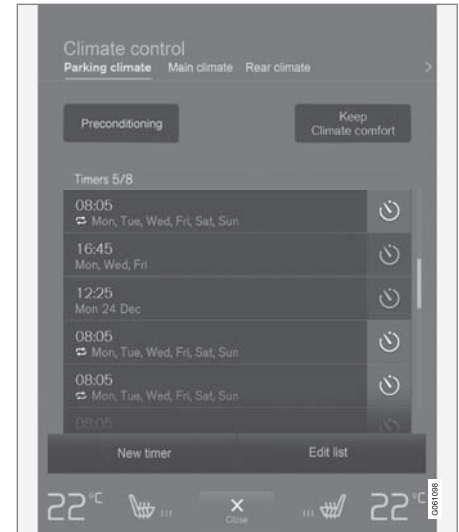 Climate control
Parking climate Main climate Rear climate >
Preconditioning
Keep
Climate comfort
Timers 5/8
08:05
Mon, Tue, Wed, Fri, Sat, Sun
16:45
Mon, Wed, Fri
12:25
Mon 24 Dec
08:05
Mon, Tue, Wed, Fri, Sat, Sun
08:05
Mon, Tue, Wed, Fri, Sat, Sun
08:05
New timer Edit list
22°C 22°C
Close
G061098